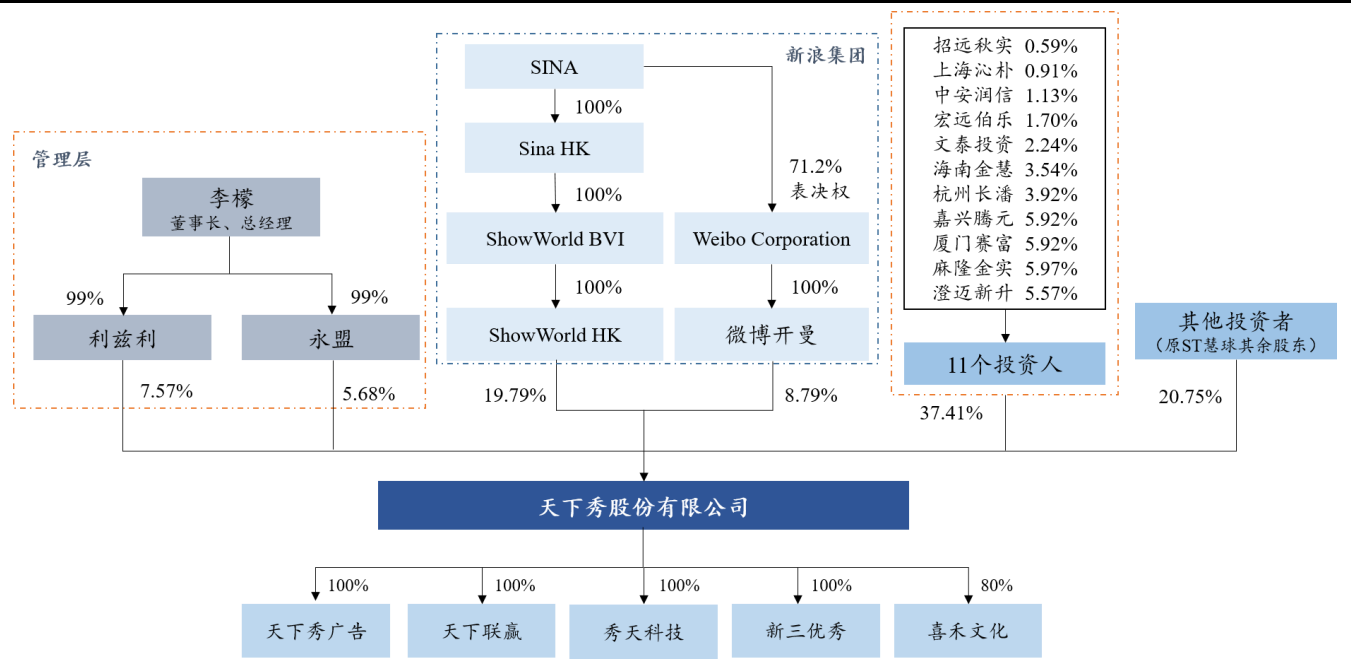 新浪集团
SINA
100%
Sina HK
71.2%
表决权
100%
ShowWorld BVI
Weibo Corporation
100%
100%
ShowWorld HK
微博开曼
19.79%
8.79%
管理层
李檬
董事长、总经理
99%
99%
利兹利
永盟
7.57%
5.68%
招远秋实 0.59%
上海沁朴 0.91%
中安润信 1.13%
宏远伯乐 1.70%
文泰投资 2.24%
海南金慧 3.54%
杭州长潘 3.92%
嘉兴腾元 5.92%
厦门赛富 5.92%
麻隆金实 5.97%
澄迈新升 5.57%
11个投资人
37.41%
其他投资者
（原ST慧球其余股东）
20.75%
天下秀股份有限公司
100%
100%
100%
100%
80%
天下秀广告
天下联赢
秀天科技
新三优秀
喜禾文化